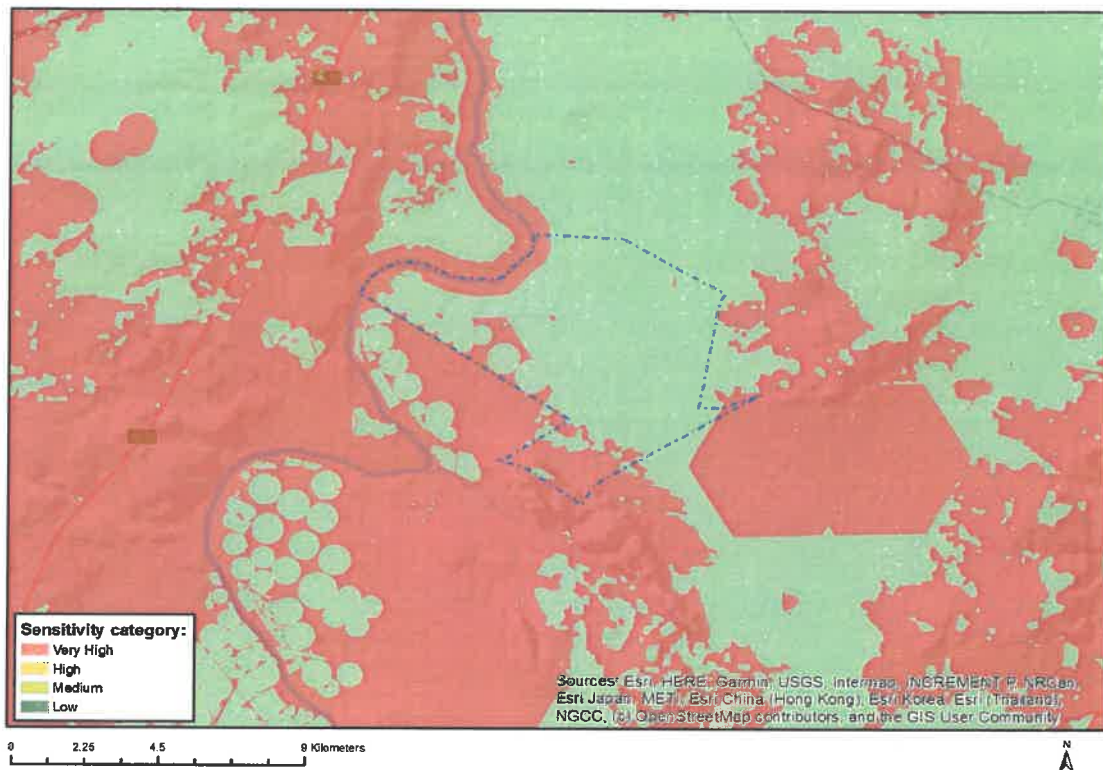 Sensitivity category:
Very High
High
Medium
Low
Sources: Esri, HERE, Garmin, USGS, Intermap, INCREMENT P, NRCan,
Esri Japan, METI, Esri China (Hong Kong), Esri Korea, Esri (Thailand),
NGCC, (c) OpenStreetMap contributors, and the GIS User Community
0 2.25 4.5 9 Kilometers
N